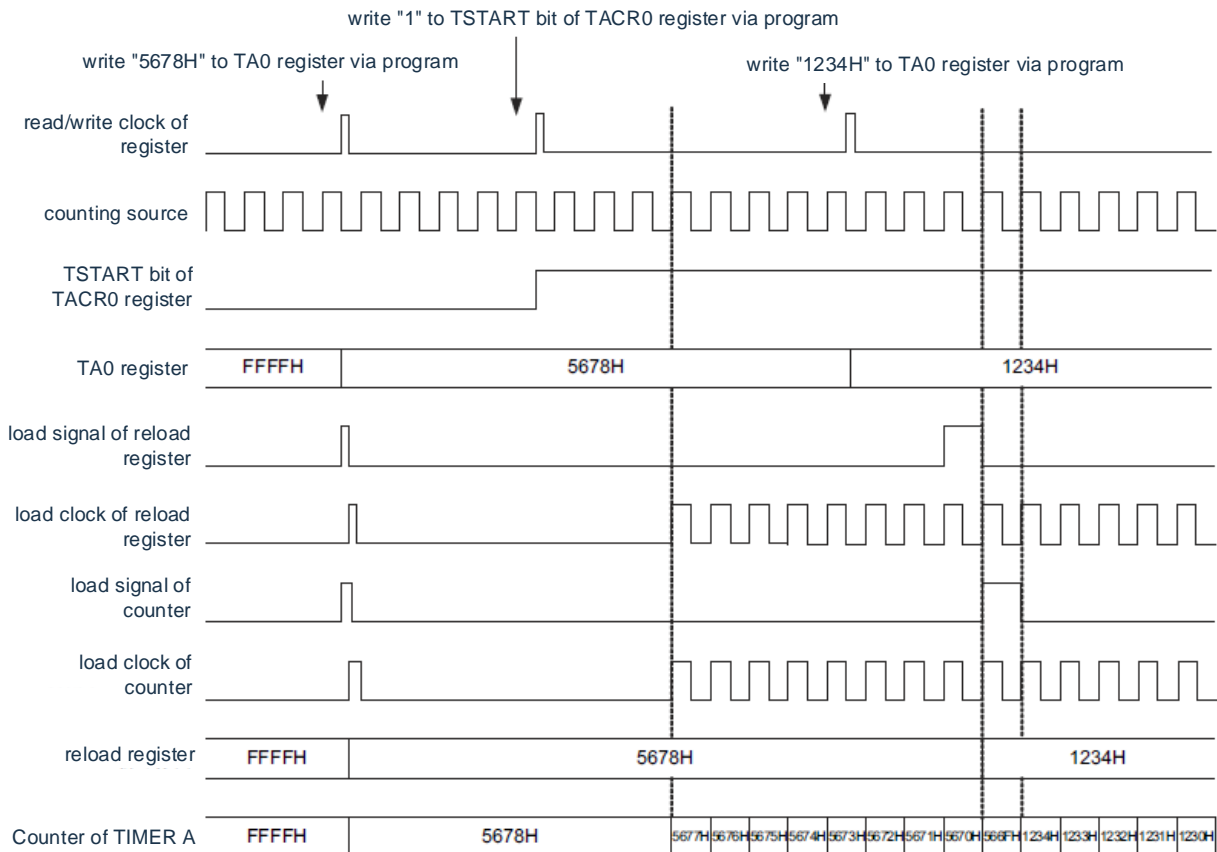 write "1" to TSTART bit of TACR0 register via program
write "5678H" to TA0 register via program
write "1234H" to TA0 register via program
read/write clock of
register
counting source
TSTART bit of
TACR0 register
TA0 register FFFFH 5678H 1234H
load signal of reload
register
load clock of reload
register
load signal of
counter
load clock of
counter
reload register FFFFH 5678H 1234H
Counter of TIMER A FFFFH 5678H 5677H 5676H 5675H 5674H 5673H 5672H 5671H 5670H 566FH 1234H 1233H 1232H 1231H 1230H